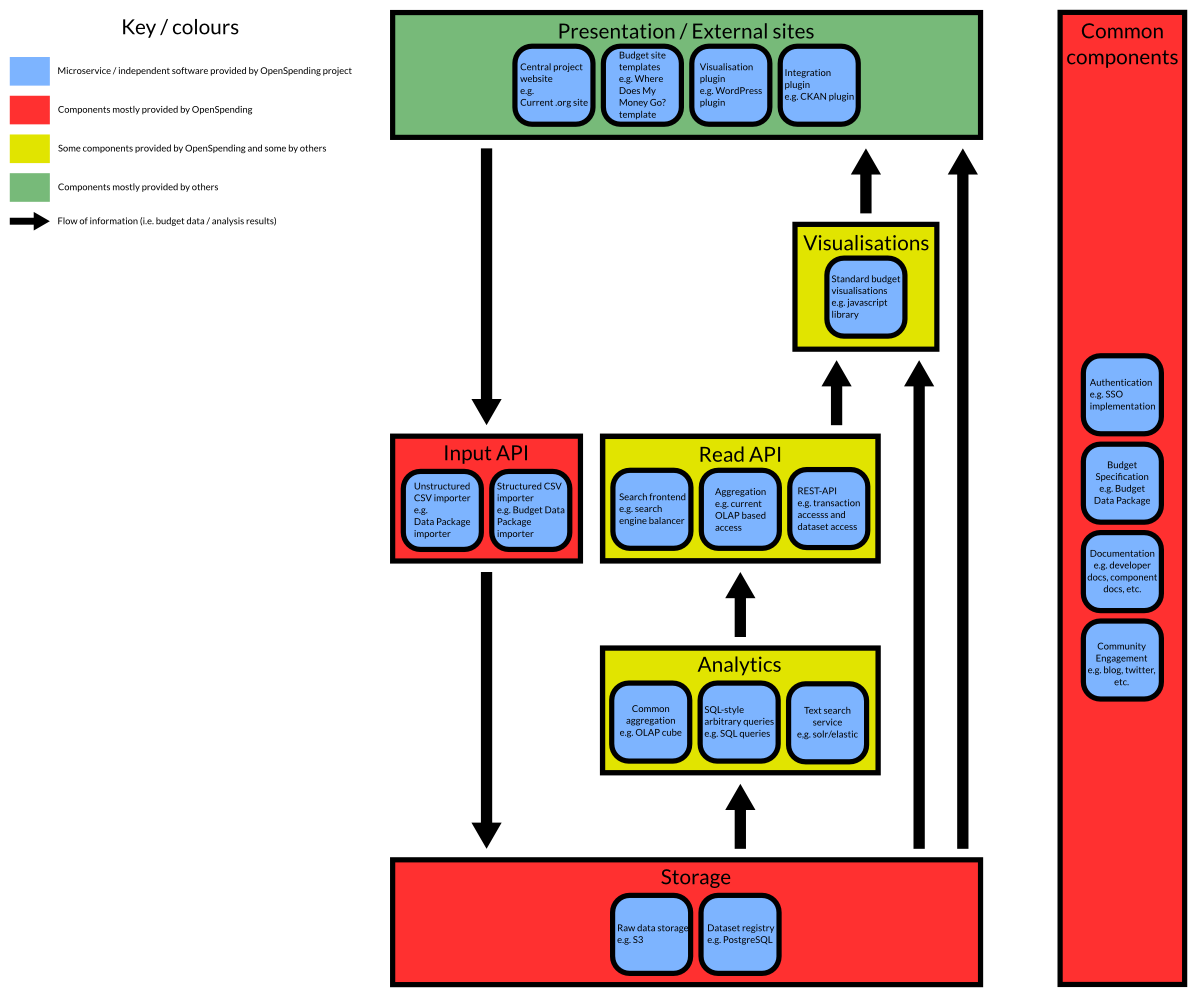 Key / colours
Microservice / independent software provided by OpenSpending project
Components mostly provided by OpenSpending
Some components provided by OpenSpending and some by others
Components mostly provided by others
Flow of information (i.e. budget data / analysis results)
Presentation / External sites
Central project
website
e.g.
Current .org site
Budget site
templates
e.g. Where
Does My
Money Go?
template
Visualisation
plugin
e.g. WordPress
plugin
Integration
plugin
e.g. CKAN plugin
Visualisations
Standard budget
visualisations
e.g. javascript
library
Input API
Unstructured
CSV importer
e.g.
Data Package
importer
Structured CSV
importer
e.g. Budget Data
Package
importer
Read API
Search frontend
e.g. search
engine balancer
Aggregation
e.g. current
OLAP based
access
REST-API
e.g. transaction
accesss and
dataset access
Analytics
Common
aggregation
e.g. OLAP cube
SQL-style
arbitrary queries
e.g. SQL queries
Text search
service
e.g. solr/elastic
Storage
Raw data storage
e.g. S3
Dataset registry
e.g. PostgreSQL
Common
components
Authentication
e.g. SSO
implementation
Budget
Specification
e.g. Budget
Data Package
Documentation
e.g. developer
docs, component
docs, etc.
Community
Engagement
e.g. blog, twitter,
etc.